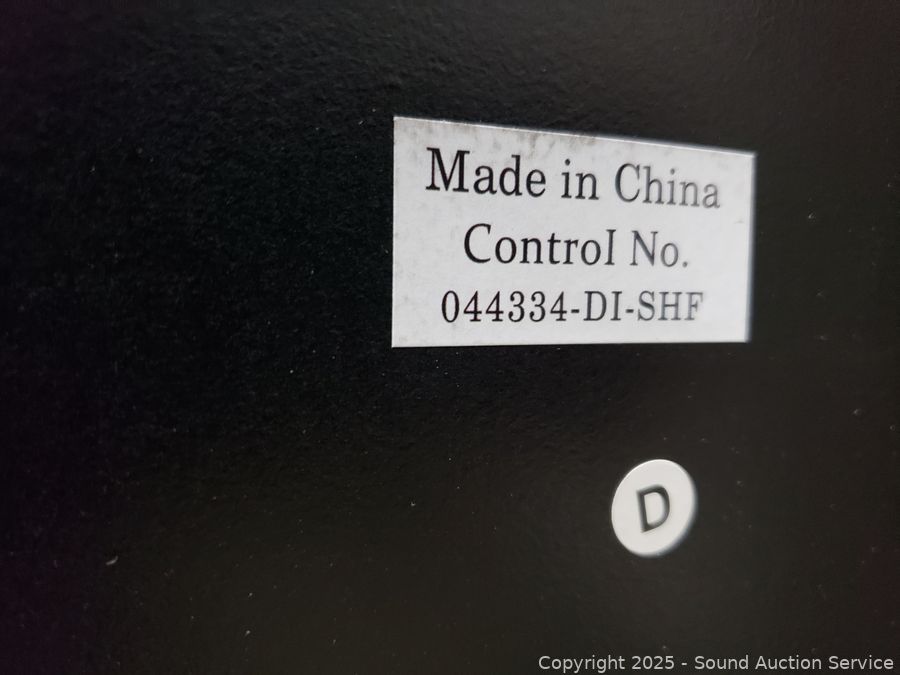 Made in China
Control No.
044334-DI-SHF
D
Copyright 2025 - Sound Auction Service